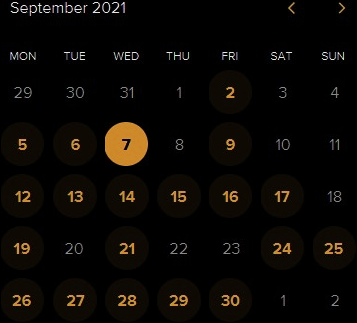 September 2021
MON TUE WED THU FRI SAT SUN
29 30 31 1 2 3 4
5 6 7 8 9 10 11
12 13 14 15 16 17 18
19 20 21 22 23 24 25
26 27 28 29 30 1 2